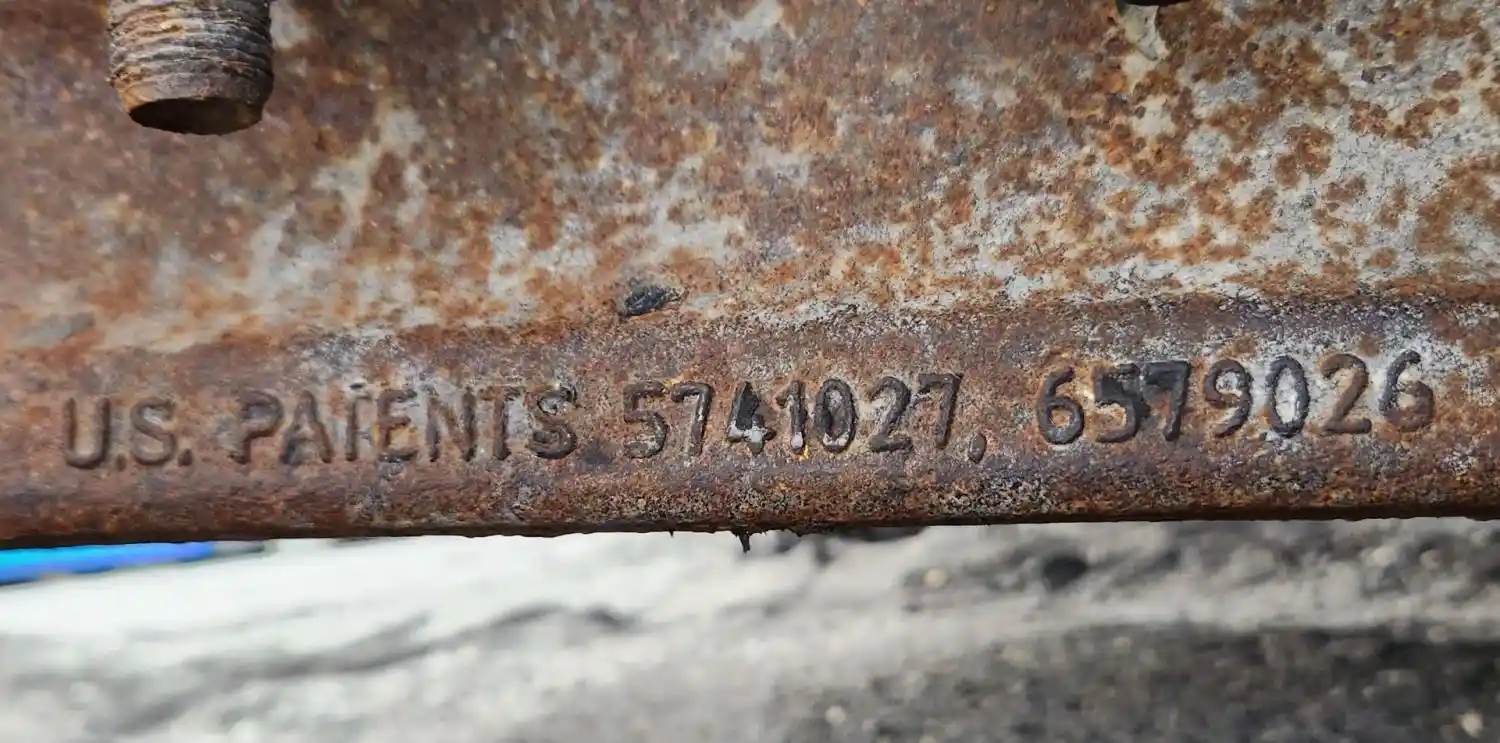 U.S. PATENTS 5741027, 6579026